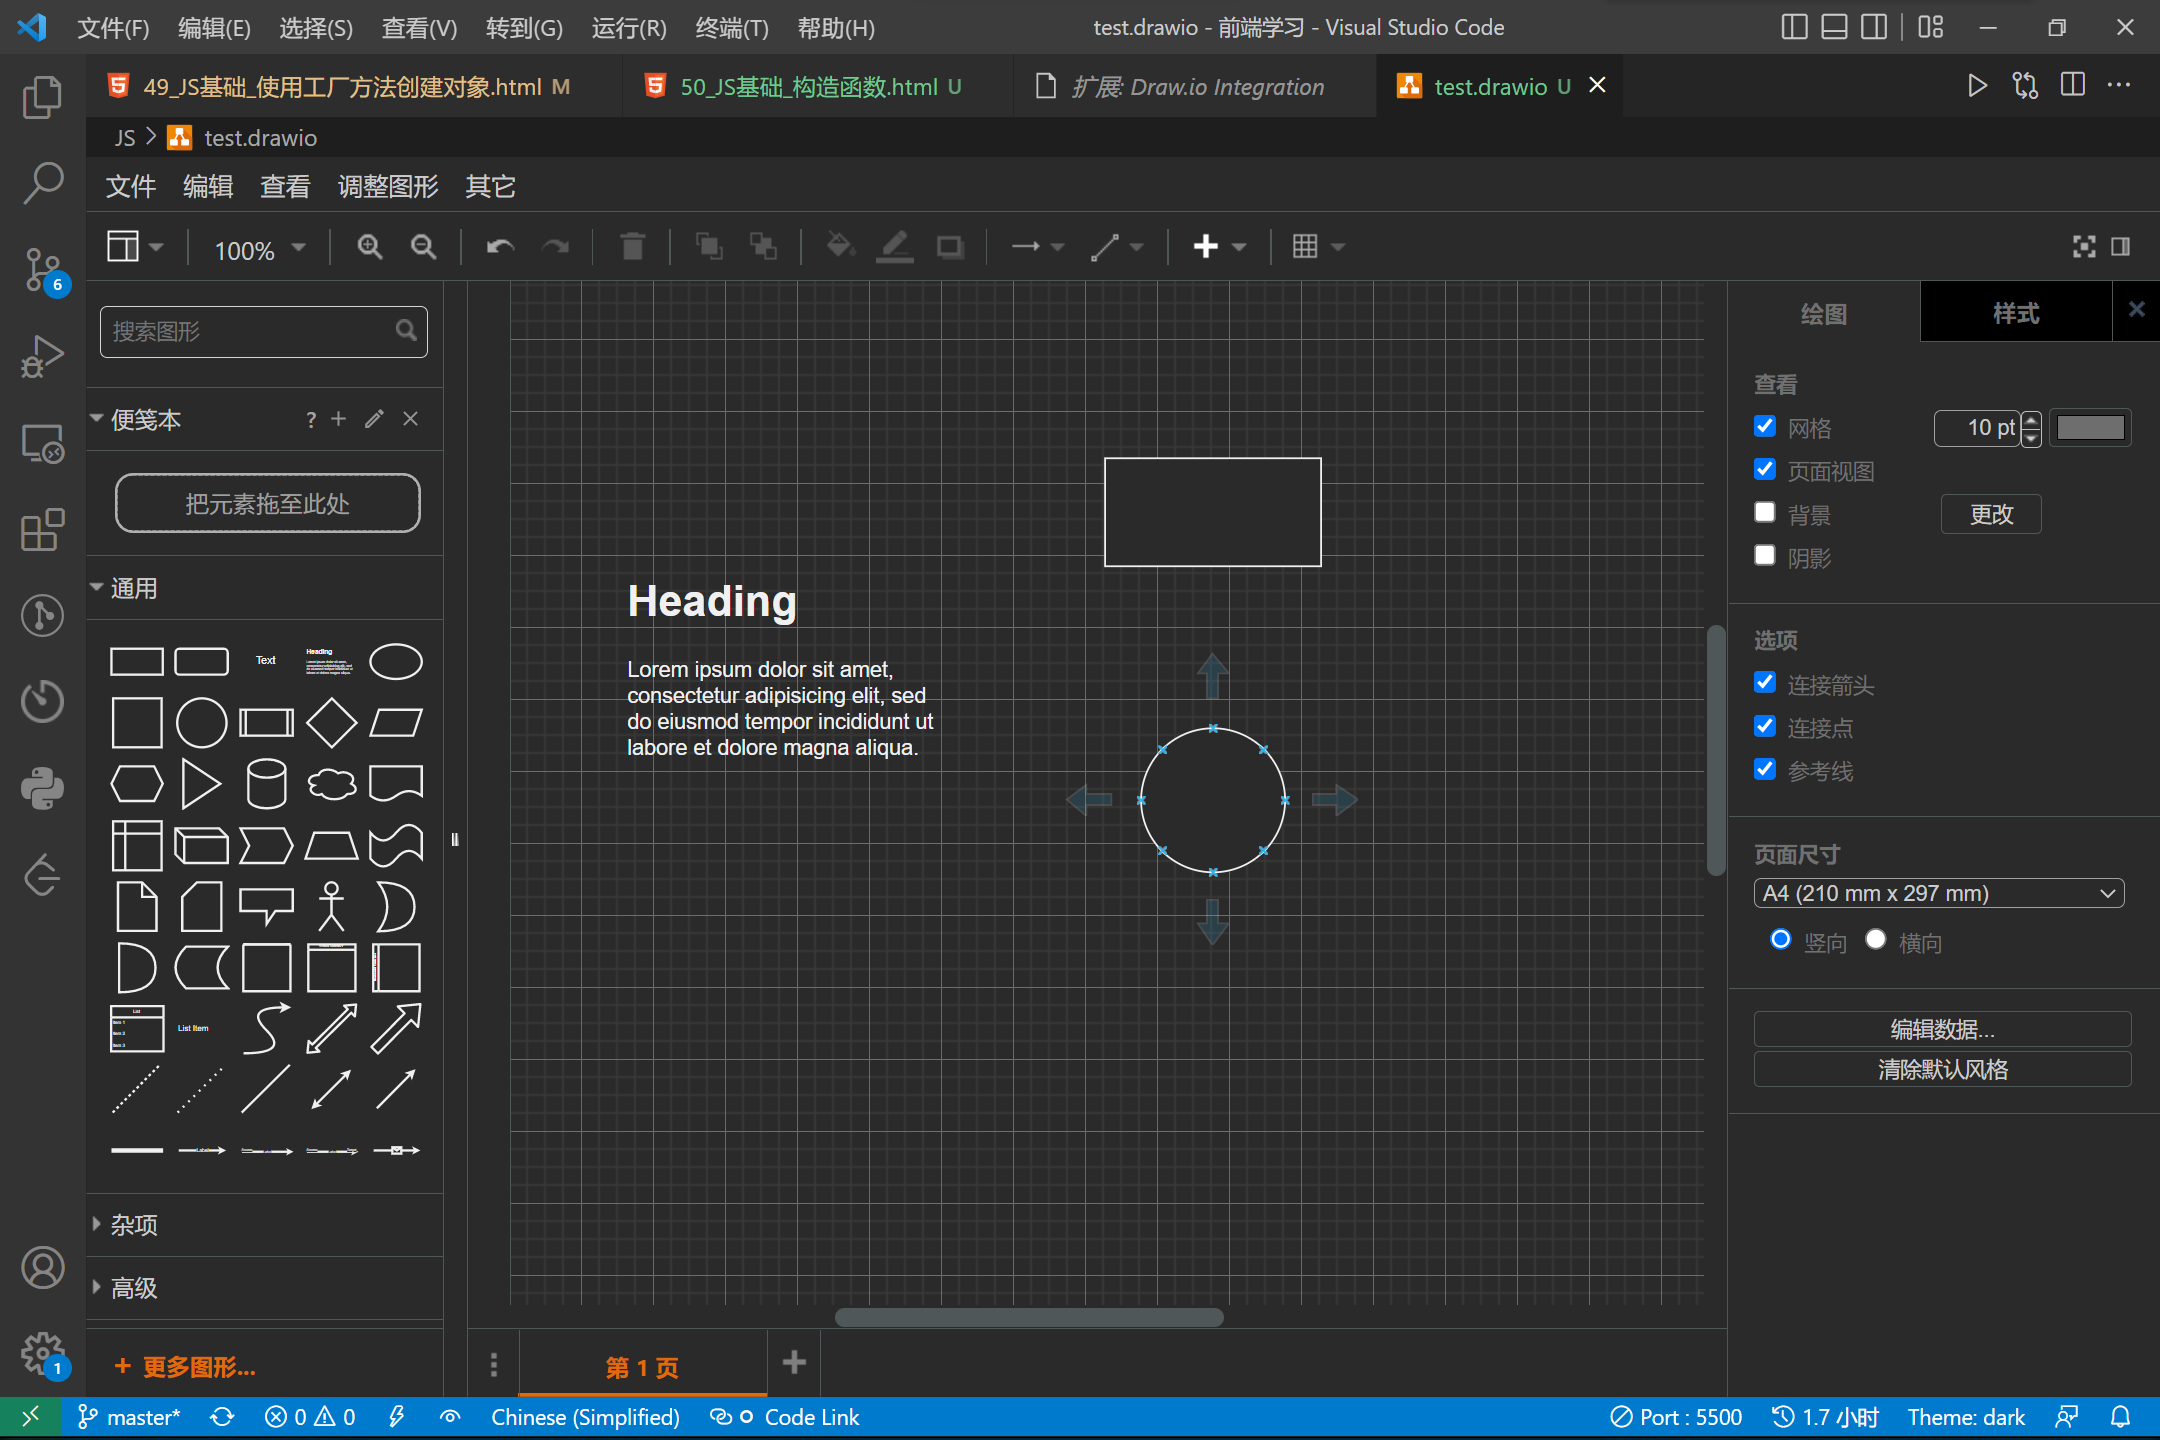 文件(F) 编辑(E) 选择(S) 查看(V) 转到(G) 运行(R) 终端(T) 帮助(H) test.drawio - 前端学习 - Visual Studio Code
49_JS基础_使用工厂方法创建对象.html M 50_JS基础_构造函数.html U 扩展: Draw.io Integration test.drawio U
JS test.drawio
文件 编辑 查看 调整图形 其它
100%
6
搜索图形
便笺本 ?
把元素拖至此处
通用
Text Heading
List
Item 1
Item 2
Item 3
List Item
Label
杂项
高级
1
+ 更多图形...
Heading
Lorem ipsum dolor sit amet,
consectetur adipisicing elit, sed
do eiusmod tempor incididunt ut
labore et dolore magna aliqua.
第 1 页
绘图 样式
查看
网格 10 pt
页面视图
背景 更改
阴影
选项
连接箭头
连接点
参考线
页面尺寸
A4 (210 mm x 297 mm)
竖向 横向
编辑数据...
清除默认风格
master* 0 0 Chinese (Simplified) Code Link Port : 5500 1.7 小时 Theme: dark